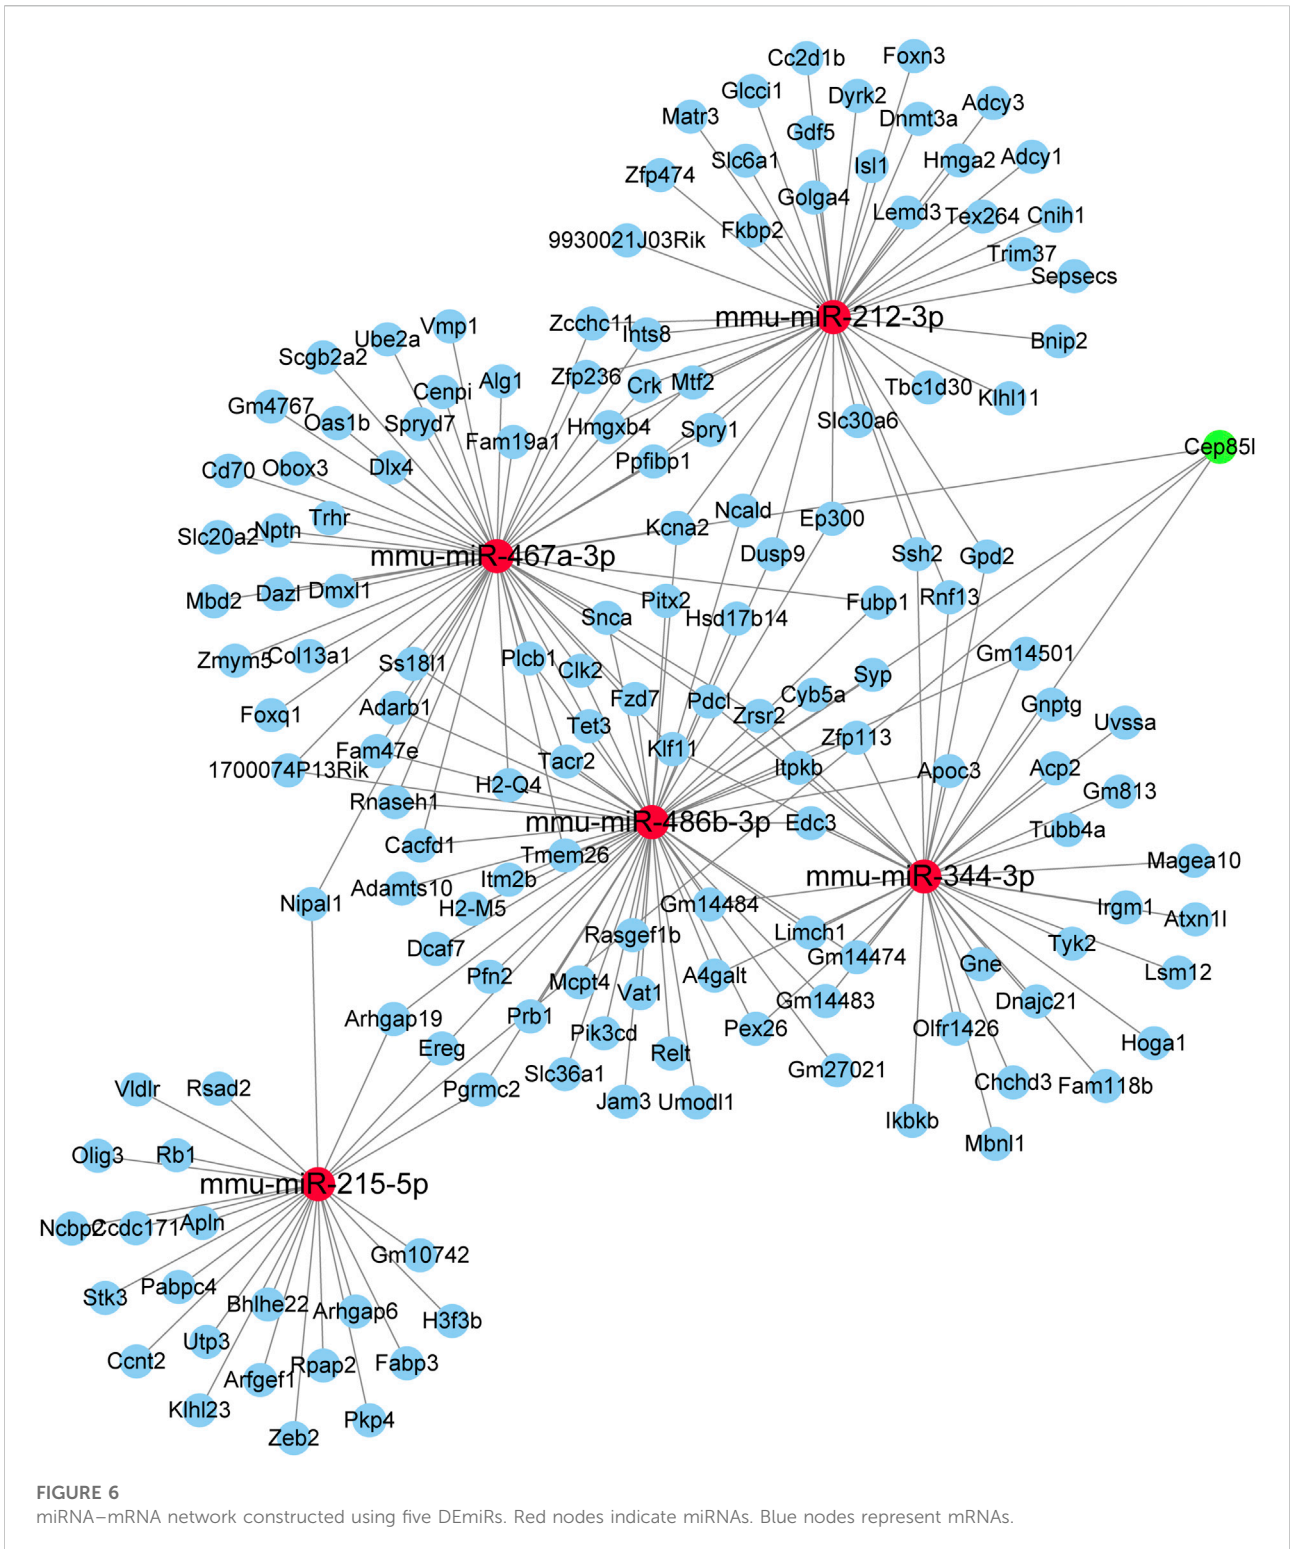 Cc2d1b
Foxn3
Glcci1
Dyrk2
Adcy3
Matr3
Dnmt3a
Gdf5
Slc6a1
Isl1
Hmga2
Adcy1
Zfp474
Golga4
Lemd3
Tex264
Cnih1
Fkbp2
9930021J03Rik
Trim37
Sepsecs
mmu-miR-212-3p
Zcchc11
Ints8
Vmp1
Ube2a
Scgb2a2
Bnip2
Zfp236
Crk
Mtf2
Alg1
Cenpi
Tbc1d30
Klhl11
Gm4767
Oas1b
Spryd7
Fam19a1
Hmgxb4
Spry1
Slc30a6
Cep85l
Cd70
Obox3
Dlx4
Ppfibp1
Trhr
Nptn
Slc20a2
Kcna2
Ncald
Ep300
mmu-miR-467a-3p
Dusp9
Ssh2
Gpd2
Mbd2
Dazl
Dmxl1
Pitx2
Fubp1
Rnf13
Snca
Hsd17b14
Zmym5
Col13a1
Ss18l1
Plcb1
Clk2
Gm14501
Syp
Foxq1
Adarb1
Fzd7
Pdcl
Cyb5a
Zrsr2
Gnptg
Uvssa
Tet3
Zfp113
Fam47e
Klf11
1700074P13Rik
Tacr2
Itpkb
Apoc3
Acp2
H2-Q4
Gm813
Rnaseh1
mmu-miR-486b-3p
Edc3
Tubb4a
Cacfd1
Tmem26
Magea10
mmu-miR-344-3p
Adamts10
Itm2b
Nipal1
H2-M5
Gm14484
Irgm1
Atxn1l
Dcaf7
Rasgef1b
Limch1
Tyk2
Gm14474
Gne
Lsm12
Pfn2
Mcpt4
Vat1
A4galt
Gm14483
Dnajc21
Arhgap19
Prb1
Pik3cd
Pex26
Olfr1426
Hoga1
Ereg
Relt
Slc36a1
Gm27021
Chchd3
Fam118b
Vldlr
Rsad2
Pgrmc2
Jam3
Umodl1
Ikbkb
Mbnl1
Olig3
Rb1
mmu-miR-215-5p
Ncbp2
Ccdc171
Apln
Gm10742
Stk3
Pabpc4
Bhlhe22
Arhgap6
H3f3b
Utp3
Ccnt2
Arfgef1
Rpap2
Fabp3
Klhl23
Pkp4
Zeb2
FIGURE 6
miRNA–mRNA network constructed using five DEmiRs. Red nodes indicate miRNAs. Blue nodes represent mRNAs.